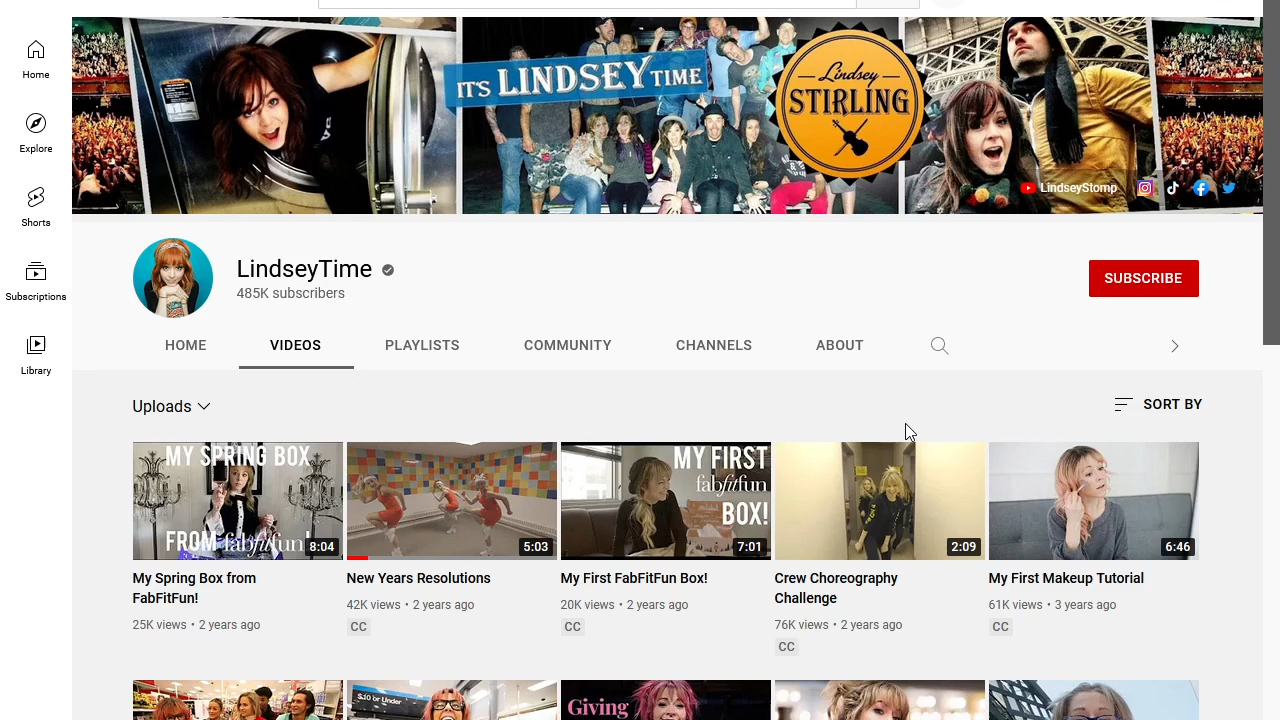 IT'S LINDSEY TIME
Lindsey
STIRLING
LindseyStomp
Home
Explore
Shorts
Subscriptions
Library
LindseyTime
485K subscribers
SUBSCRIBE
HOME
VIDEOS
PLAYLISTS
COMMUNITY
CHANNELS
ABOUT
Uploads
SORT BY
MY SPRING BOX
FROM fabfitfun!
8:04
5:03
MY FIRST
fabfitfun
BOX!
7:01
2:09
6:46
My Spring Box from
FabFitFun!
25K views • 2 years ago
New Years Resolutions
42K views • 2 years ago
CC
My First FabFitFun Box!
20K views • 2 years ago
CC
Crew Choreography
Challenge
76K views • 2 years ago
CC
My First Makeup Tutorial
61K views • 3 years ago
CC
$10 or Under
Giving